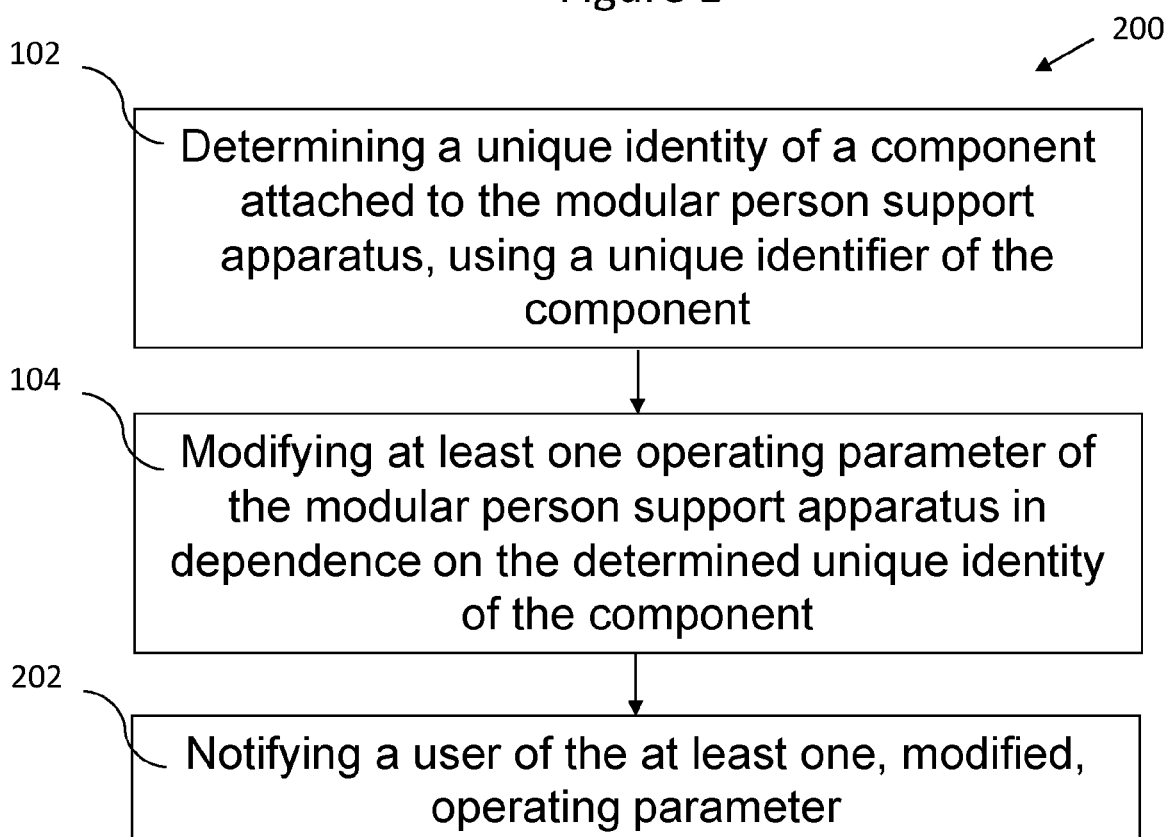 200
102
Determining a unique identity of a component
attached to the modular person support
apparatus, using a unique identifier of the
component
104
Modifying at least one operating parameter of
the modular person support apparatus in
dependence on the determined unique identity
of the component
202
Notifying a user of the at least one, modified,
operating parameter